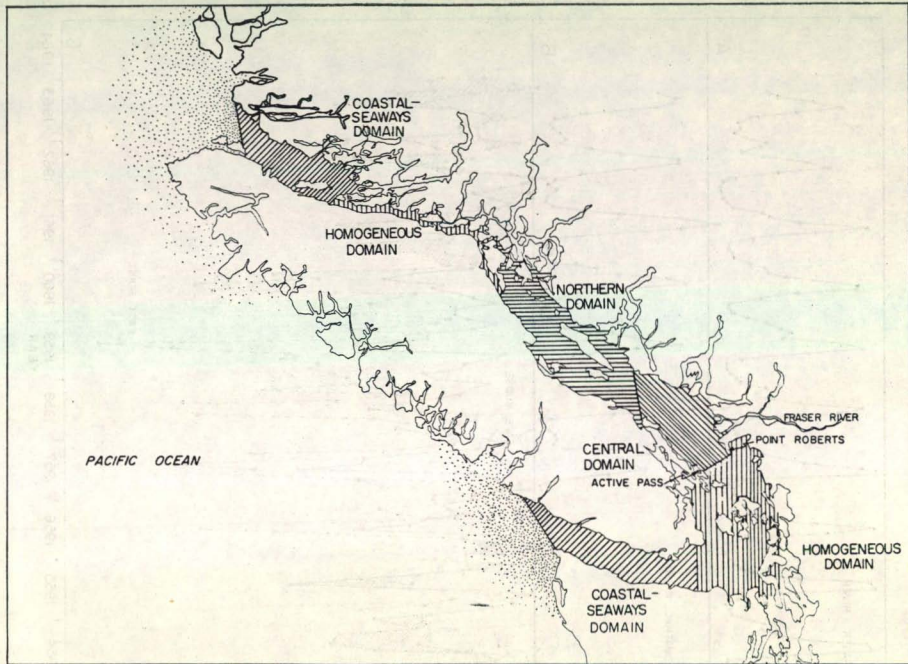 COASTAL-
SEAWAYS
DOMAIN
HOMOGENEOUS
DOMAIN
NORTHERN
DOMAIN
FRASER RIVER
POINT ROBERTS
CENTRAL
DOMAIN
ACTIVE PASS
PACIFIC OCEAN
HOMOGENEOUS
DOMAIN
COASTAL-
SEAWAYS
DOMAIN